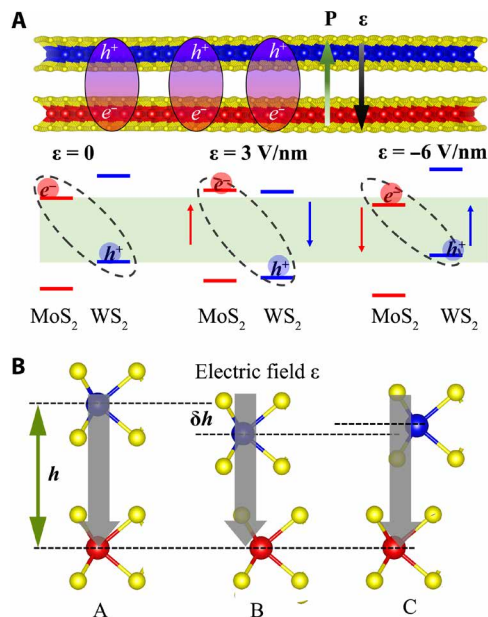 A
P ε
h⁺ h⁺ h⁺
e⁻ e⁻ e⁻
ε = 0 ε = 3 V/nm ε = –6 V/nm
e⁻ e⁻ e⁻
h⁺ h⁺ h⁺
MoS₂ WS₂ MoS₂ WS₂ MoS₂ WS₂
B
Electric field ε
δh
h
A B C